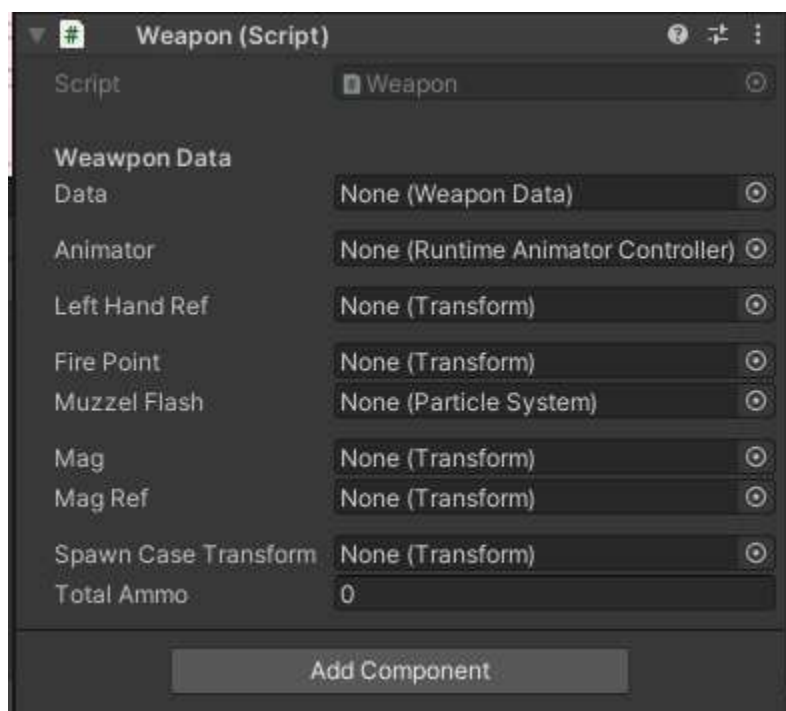 Weapon (Script)
Script Weapon
Weawpon Data
Data None (Weapon Data)
Animator None (Runtime Animator Controller)
Left Hand Ref None (Transform)
Fire Point None (Transform)
Muzzel Flash None (Particle System)
Mag None (Transform)
Mag Ref None (Transform)
Spawn Case Transform None (Transform)
Total Ammo 0
Add Component